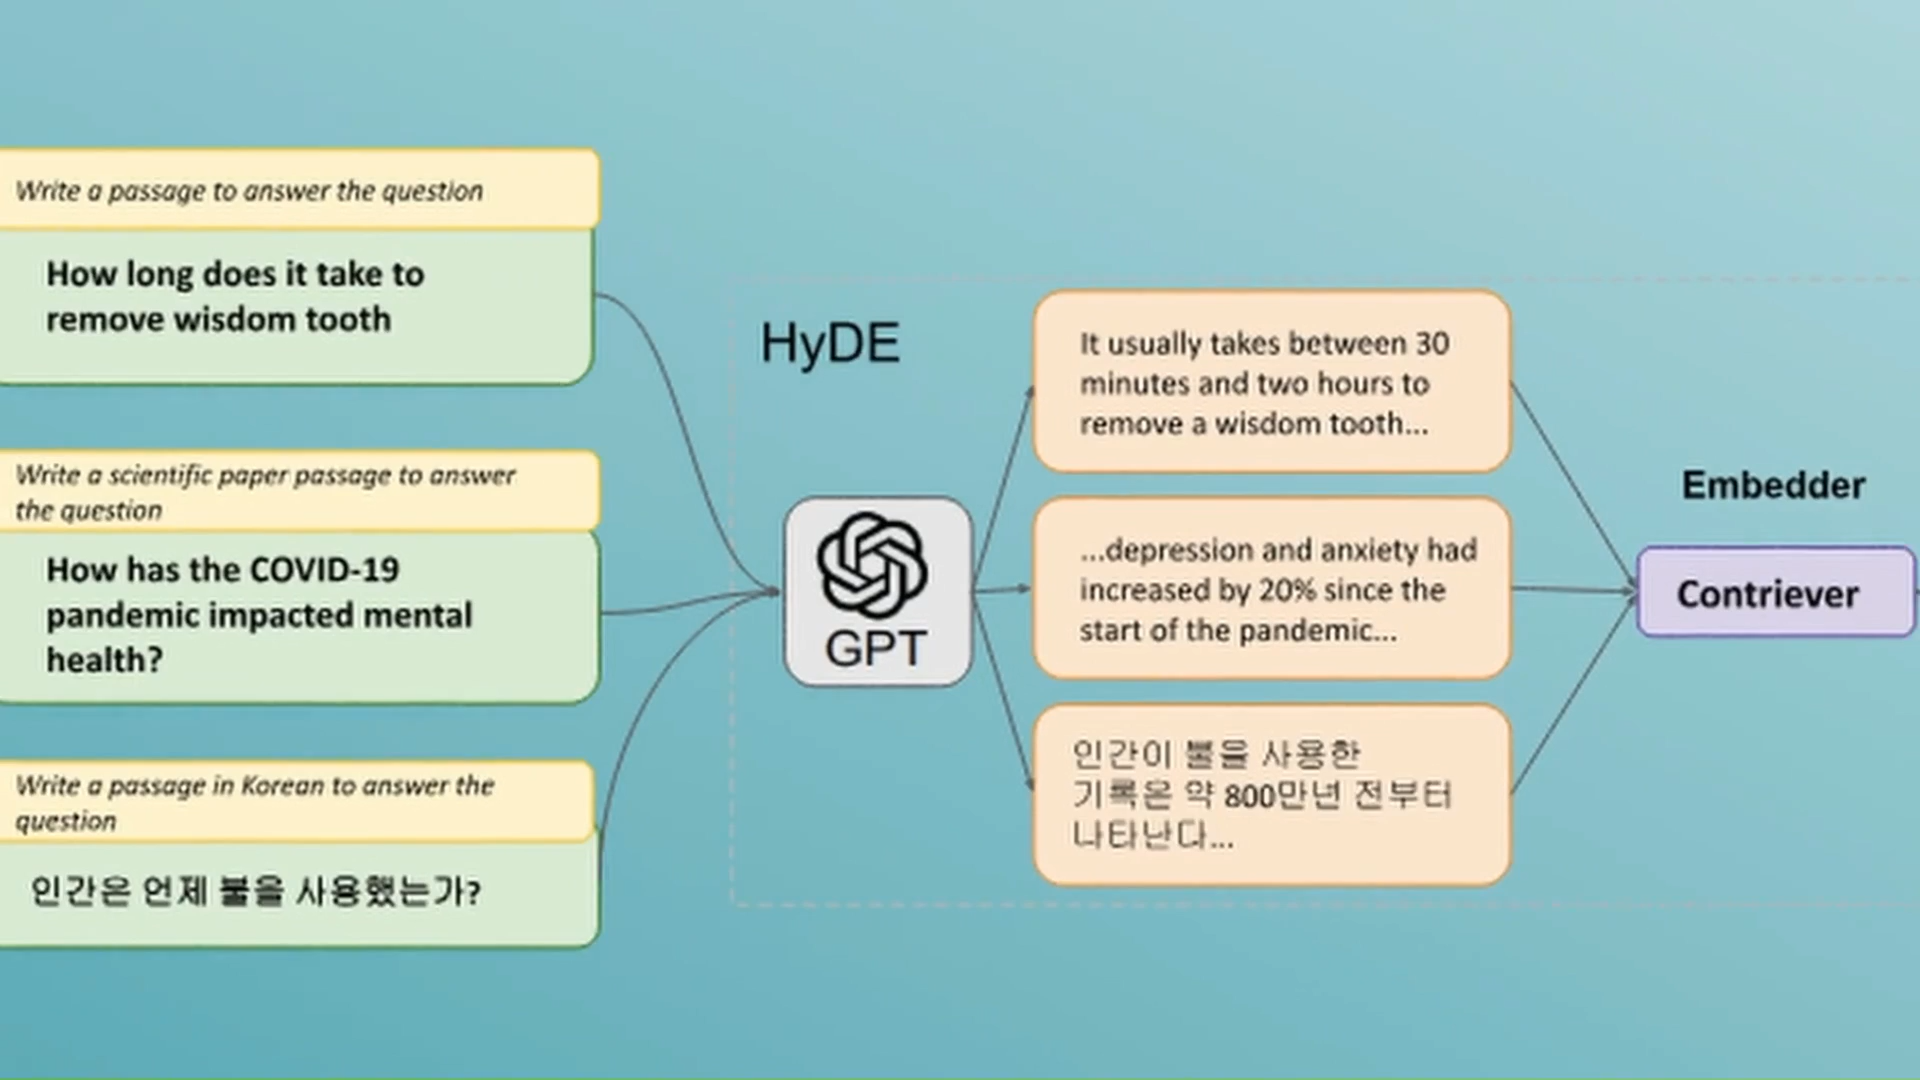 Write a passage to answer the question
How long does it take to
remove wisdom tooth
Write a scientific paper passage to answer
the question
How has the COVID-19
pandemic impacted mental
health?
Write a passage in Korean to answer the
question
인간은 언제 불을 사용했는가?
HyDE
GPT
It usually takes between 30
minutes and two hours to
remove a wisdom tooth...
...depression and anxiety had
increased by 20% since the
start of the pandemic...
인간이 불을 사용한
기록은 약 800만년 전부터
나타난다...
Embedder
Contriever